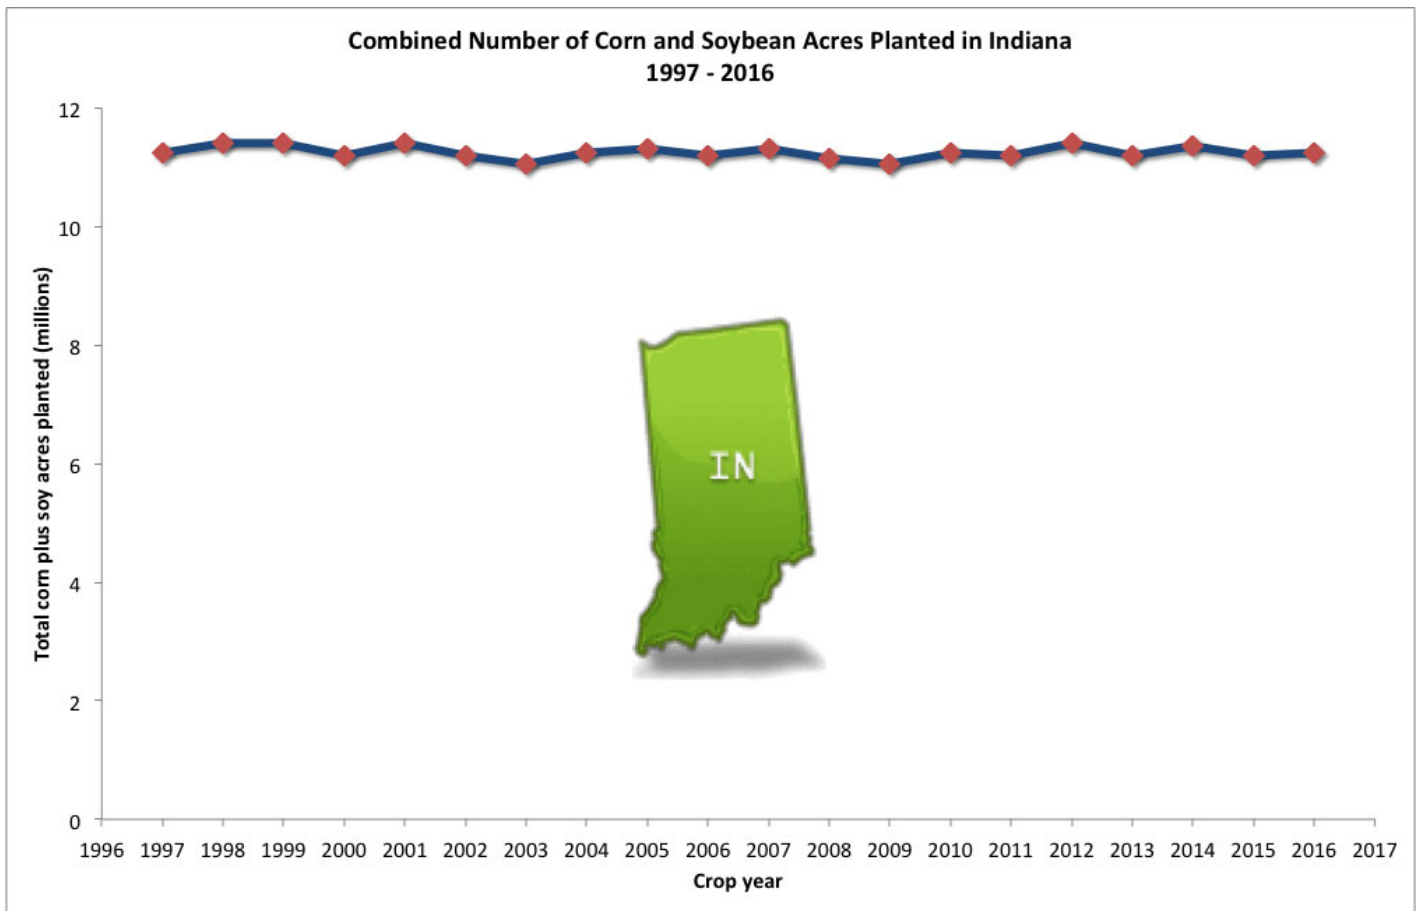 Combined Number of Corn and Soybean Acres Planted in Indiana
1997 - 2016
Total corn plus soy acres planted (millions)
12
10
8
6
4
2
0
IN
1996 1997 1998 1999 2000 2001 2002 2003 2004 2005 2006 2007 2008 2009 2010 2011 2012 2013 2014 2015 2016 2017
Crop year